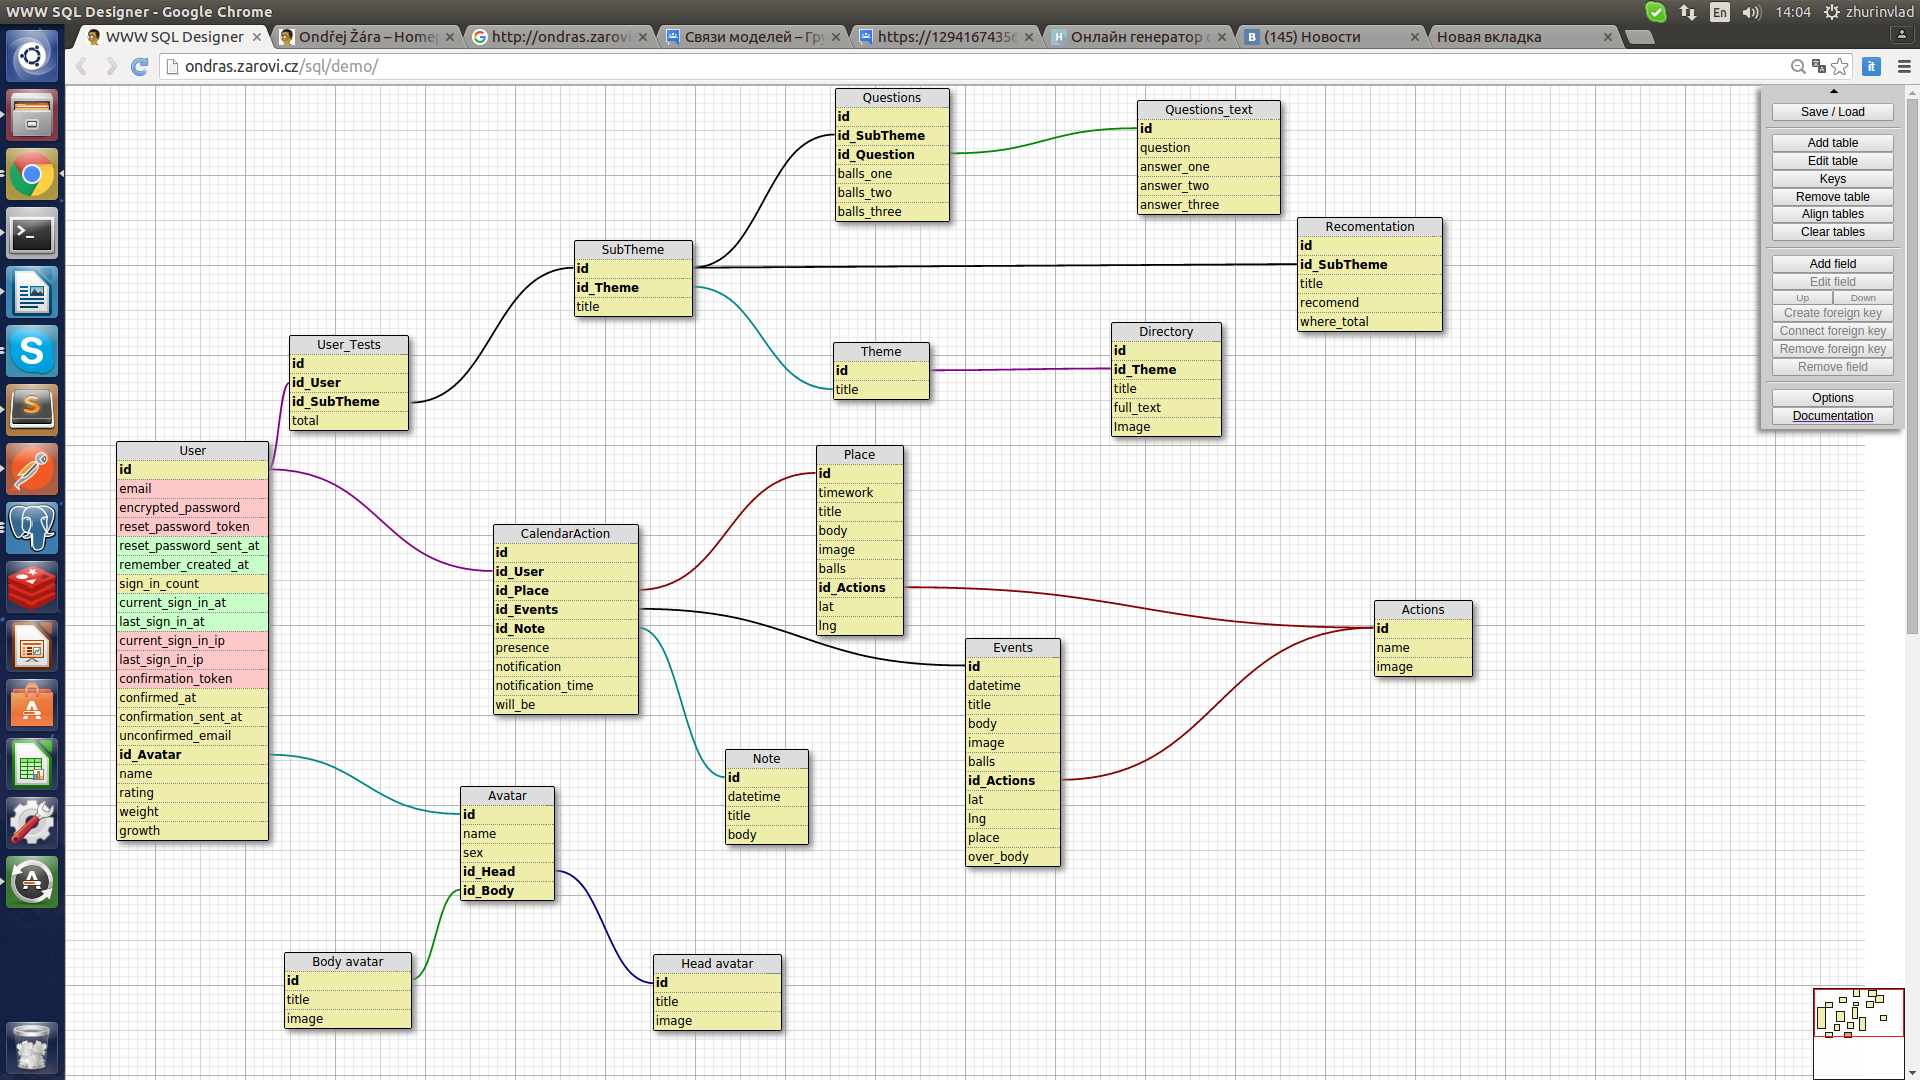 WWW SQL Designer - Google Chrome
En
14:04
zhurinvlad
WWW SQL Designer
Ondřej Žára – Home
http://ondras.zarovi
Связи моделей – Гру
https://1294167435
Онлайн генератор
(145) Новости
Новая вкладка
ondras.zarovi.cz/sql/demo/
Save / Load
Add table
Edit table
Keys
Remove table
Align tables
Clear tables
Add field
Edit field
Up
Down
Create foreign key
Connect foreign key
Remove foreign key
Remove field
Options
Documentation
Questions
id
id_SubTheme
id_Question
balls_one
balls_two
balls_three
Questions_text
id
question
answer_one
answer_two
answer_three
Recomentation
id
id_SubTheme
title
recomend
where_total
SubTheme
id
id_Theme
title
Directory
id
id_Theme
title
full_text
Image
User_Tests
id
id_User
id_SubTheme
total
Theme
id
title
User
id
email
encrypted_password
reset_password_token
reset_password_sent_at
remember_created_at
sign_in_count
current_sign_in_at
last_sign_in_at
current_sign_in_ip
last_sign_in_ip
confirmation_token
confirmed_at
confirmation_sent_at
unconfirmed_email
id_Avatar
name
rating
weight
growth
Place
id
timework
title
body
image
balls
id_Actions
lat
lng
CalendarAction
id
id_User
id_Place
id_Events
id_Note
presence
notification
notification_time
will_be
Actions
id
name
image
Events
id
datetime
title
body
image
balls
id_Actions
lat
lng
place
over_body
Note
id
datetime
title
body
Avatar
id
name
sex
id_Head
id_Body
Body avatar
id
title
image
Head avatar
id
title
image